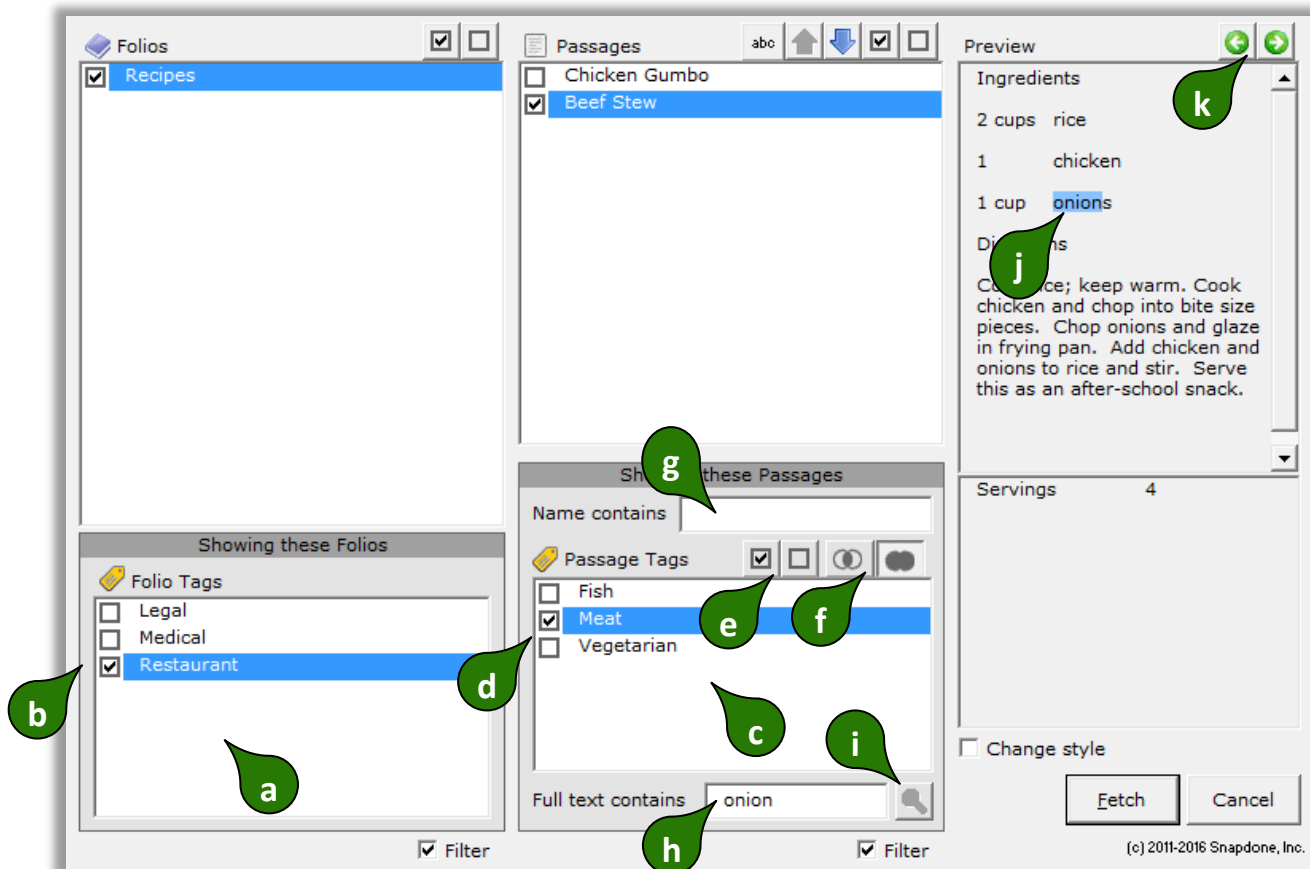 Folios
Recipes
Showing these Folios
Folio Tags
Legal
Medical
Restaurant
b
a
Filter
Passages
abc
Chicken Gumbo
Beef Stew
g
these Passages
Name contains
Passage Tags
Fish
Meat
Vegetarian
e
f
d
c
i
Full text contains
onion
h
Filter
Preview
k
Ingredients
2 cups rice
1 chicken
1 cup onions
j
ce; keep warm. Cook
chicken and chop into bite size
pieces. Chop onions and glaze
in frying pan. Add chicken and
onions to rice and stir. Serve
this as an after-school snack.
Servings 4
Change style
Fetch
Cancel
(c) 2011-2016 Snapdone, Inc.